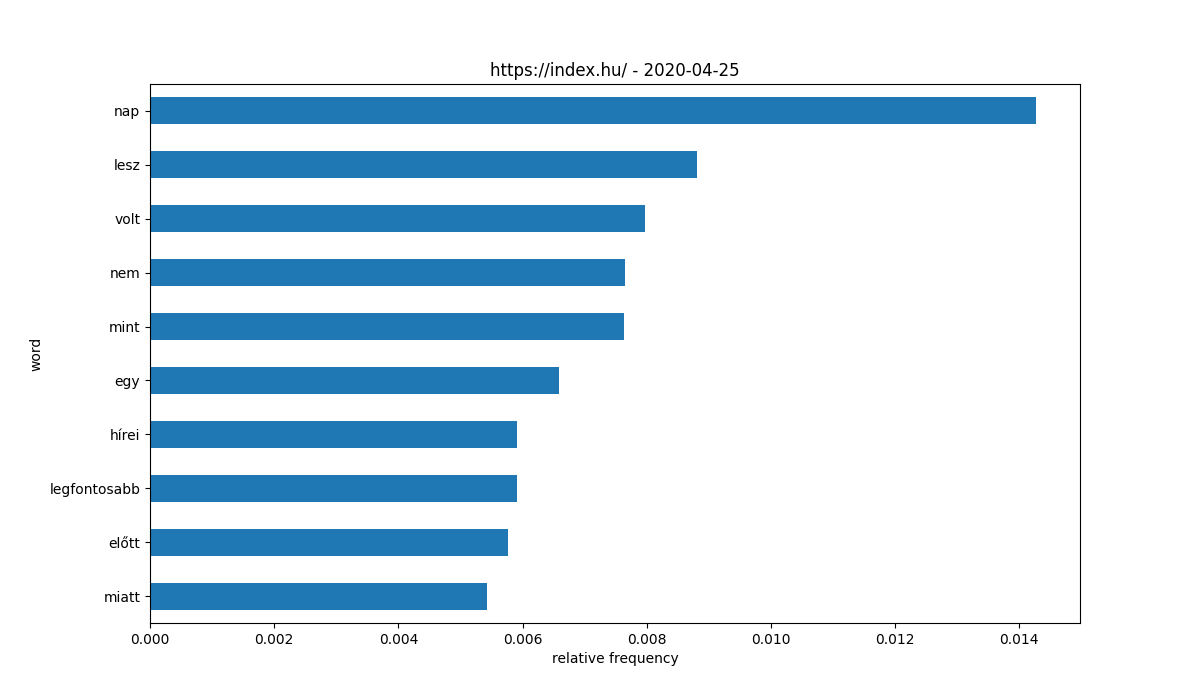 https://index.hu/ - 2020-04-25
nap
lesz
volt
nem
mint
egy
hírei
legfontosabb
előtt
miatt
word
0.000 0.002 0.004 0.006 0.008 0.010 0.012 0.014
relative frequency